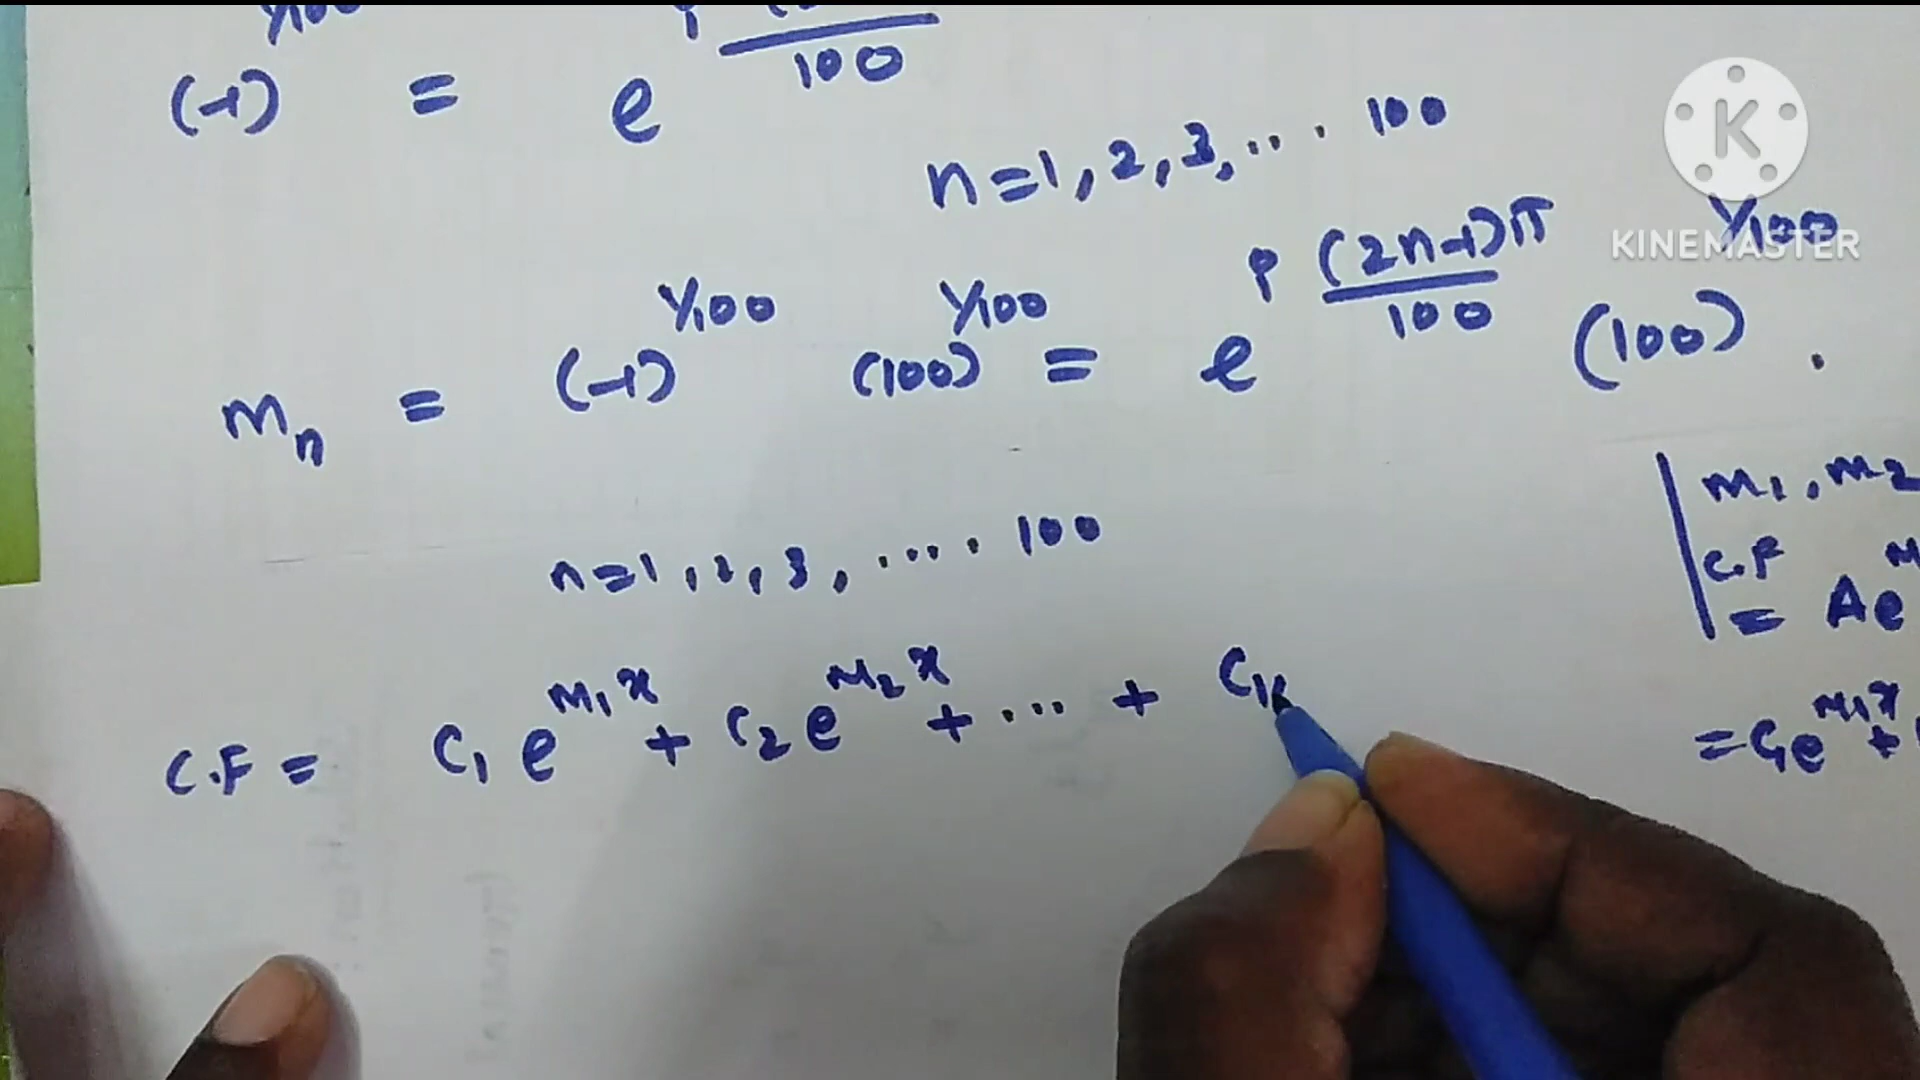 (-1)^{1/100} = e^{i (2n-1)π/100}
n=1, 2, 3, .... 100
K
KINEMASTER
m_n = (-1)^{1/100} (100)^{1/100} = e^{i (2n-1)π/100} (100)^{1/100} .
n=1, 2, 3, .... 100
C.F = C_1 e^{m_1 x} + C_2 e^{m_2 x} + ... + C_1
m_1, m_2
C.F
= A e^{m
= C_1 e^{m_1 x} +